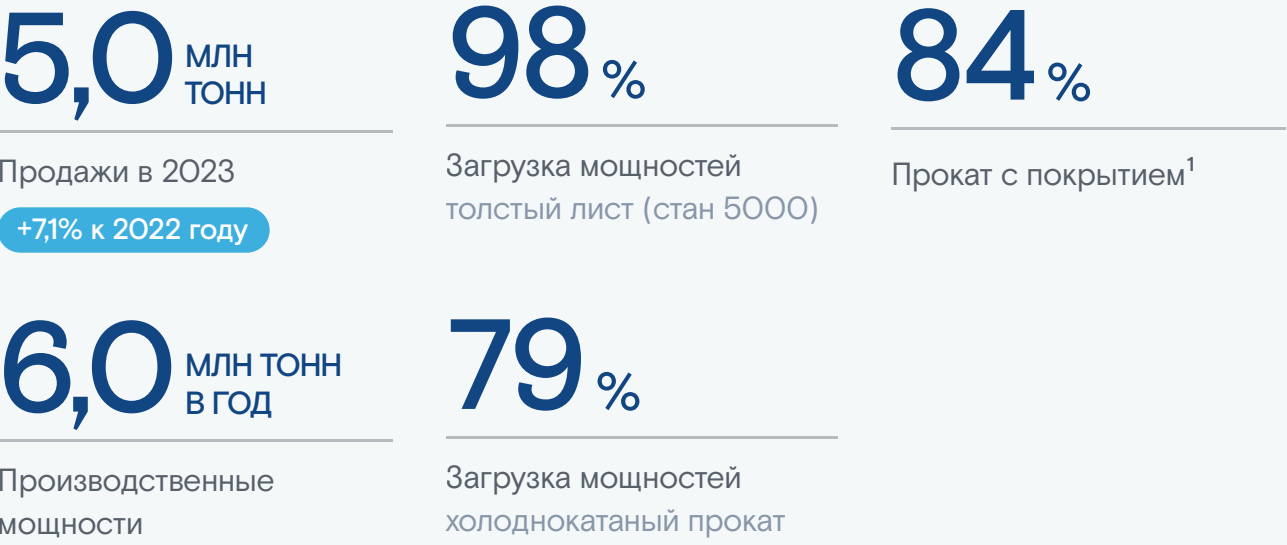 5,0 МЛН
ТОНН
Продажи в 2023
+7,1% к 2022 году
98 %
Загрузка мощностей
толстый лист (стан 5000)
84 %
Прокат с покрытием¹
6,0 МЛН ТОНН
В ГОД
Производственные
мощности
79 %
Загрузка мощностей
холоднокатаный прокат